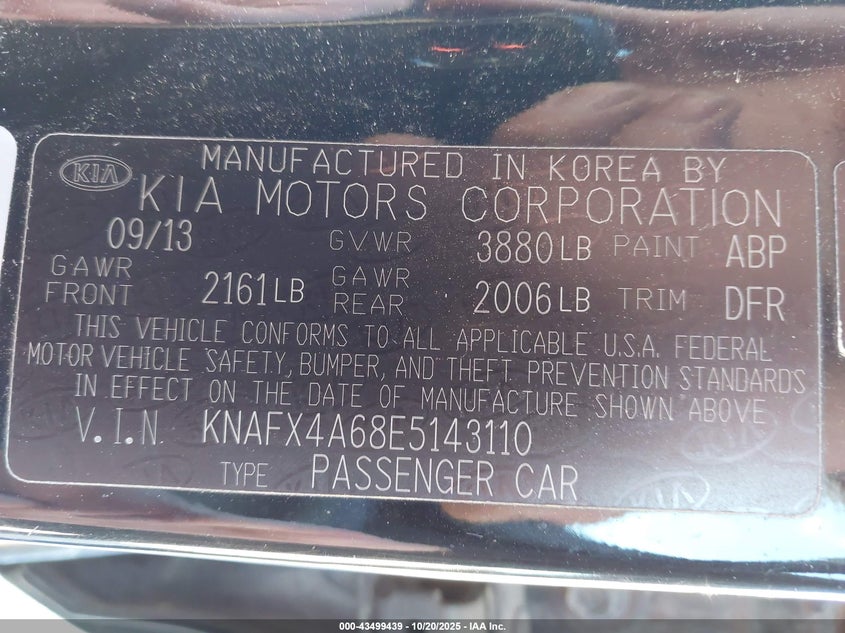 MANUFACTURED IN KOREA BY
KIA KIA MOTORS CORPORATION
09/13 GVWR 3880LB PAINT ABP
GAWR FRONT 2161LB GAWR REAR 2006LB TRIM DFR
THIS VEHICLE CONFORMS TO ALL APPLICABLE U.S.A. FEDERAL
MOTOR VEHICLE SAFETY, BUMPER, AND THEFT PREVENTION STANDARDS
IN EFFECT ON THE DATE OF MANUFACTURE SHOWN ABOVE
V.I.N KNAFX4A68E5143110
TYPE PASSENGER CAR
000-43499439 - 10/20/2025 - IAA Inc.